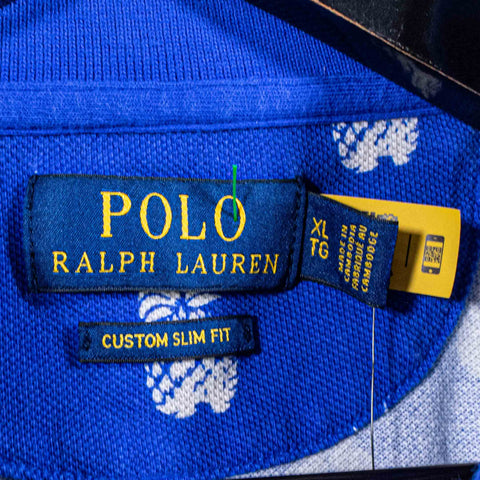 POLO
RALPH LAUREN
CUSTOM SLIM FIT
XL
TG
MADE IN
CAMBODIA
FABRIQUÉ AU
CAMBODGE